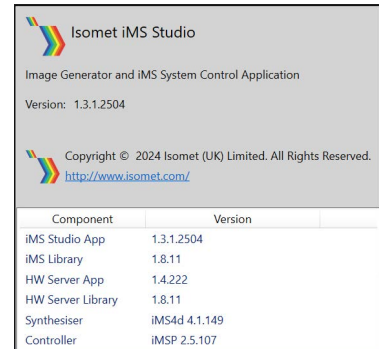 Isomet iMS Studio
Image Generator and iMS System Control Application
Version: 1.3.1.2504
Copyright © 2024 Isomet (UK) Limited. All Rights Reserved.
http://www.isomet.com/
Component Version
iMS Studio App 1.3.1.2504
iMS Library 1.8.11
HW Server App 1.4.222
HW Server Library 1.8.11
Synthesiser iMS4d 4.1.149
Controller iMSP 2.5.107